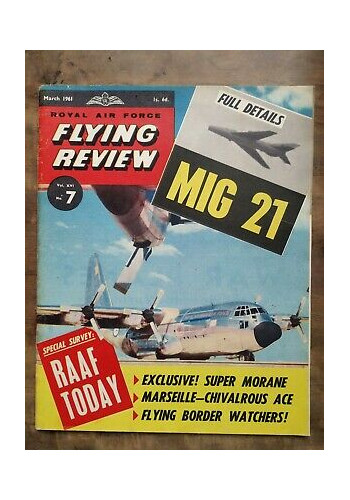 March 1961
1s. 6d.
ROYAL AIR FORCE
FLYING
REVIEW
Vol. XVI
No. 7
FULL DETAILS
MIG 21
SPECIAL SURVEY:
RAAF
TODAY
EXCLUSIVE! SUPER MORANE
MARSEILLE—CHIVALROUS ACE
FLYING BORDER WATCHERS!